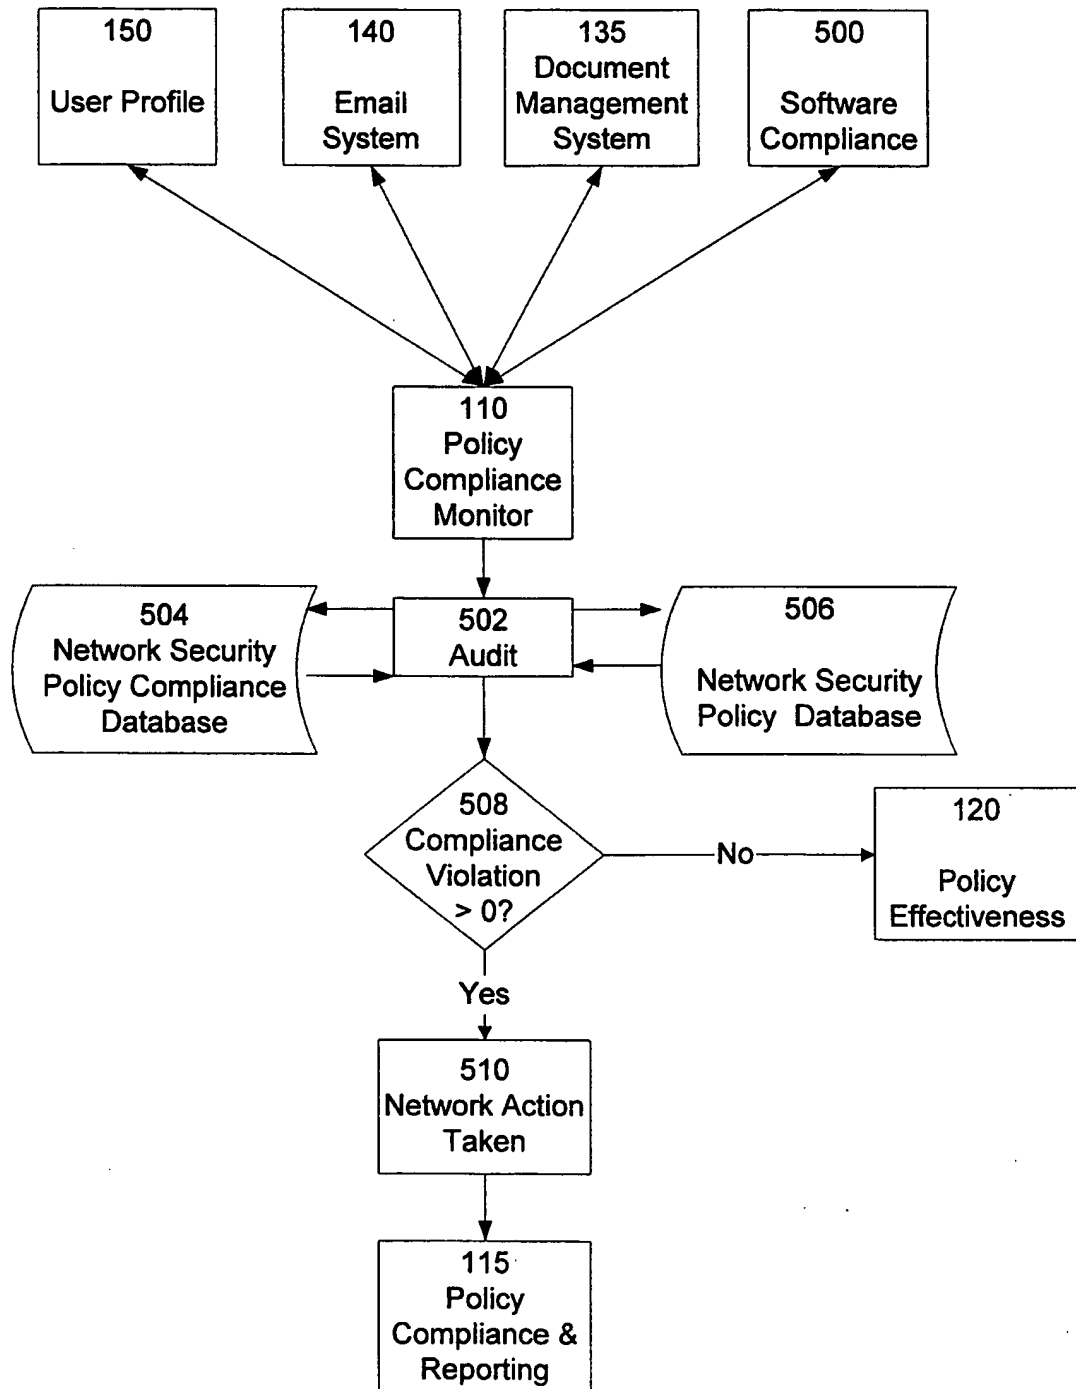 150
User Profile
140
Email
System
135
Document
Management
System
500
Software
Compliance
110
Policy
Compliance
Monitor
504
Network Security
Policy Compliance
Database
502
Audit
506
Network Security
Policy Database
508
Compliance
Violation
> 0?
No
120
Policy
Effectiveness
Yes
510
Network Action
Taken
115
Policy
Compliance &
Reporting